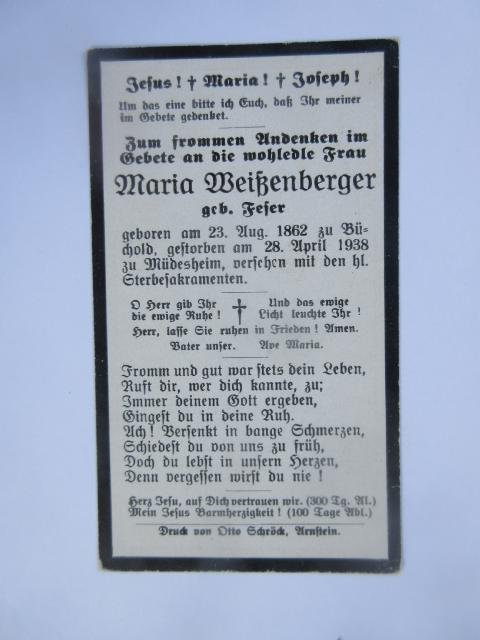 Jesus! † Maria! † Joseph!
Um das eine bitte ich Euch, daß Ihr meiner
im Gebete gedenket.
Zum frommen Andenken im
Gebete an die wohledle Frau
Maria Weißenberger
geb. Feser
geboren am 23. Aug. 1862 zu Bü-
chold, gestorben am 28. April 1938
zu Müdesheim, versehen mit den hl.
Sterbesakramenten.
O Herr gib Ihr † Und das ewige
die ewige Ruhe! Licht leuchte Ihr!
Herr, lasse Sie ruhen in Frieden! Amen.
Vater unser. Ave Maria.
Fromm und gut war stets dein Leben,
Ruft dir, wer dich kannte, zu;
Immer deinem Gott ergeben,
Gingest du in deine Ruh.
Ach! Versenkt in bange Schmerzen,
Schiedest du von uns zu früh,
Doch du lebst in unsern Herzen,
Denn vergessen wirst du nie!
Herz Jesu, auf Dich vertrauen wir. (300 Tg. Al.)
Mein Jesus Barmherzigkeit! (100 Tage Abl.)
Druck von Otto Schröck, Arnstein.